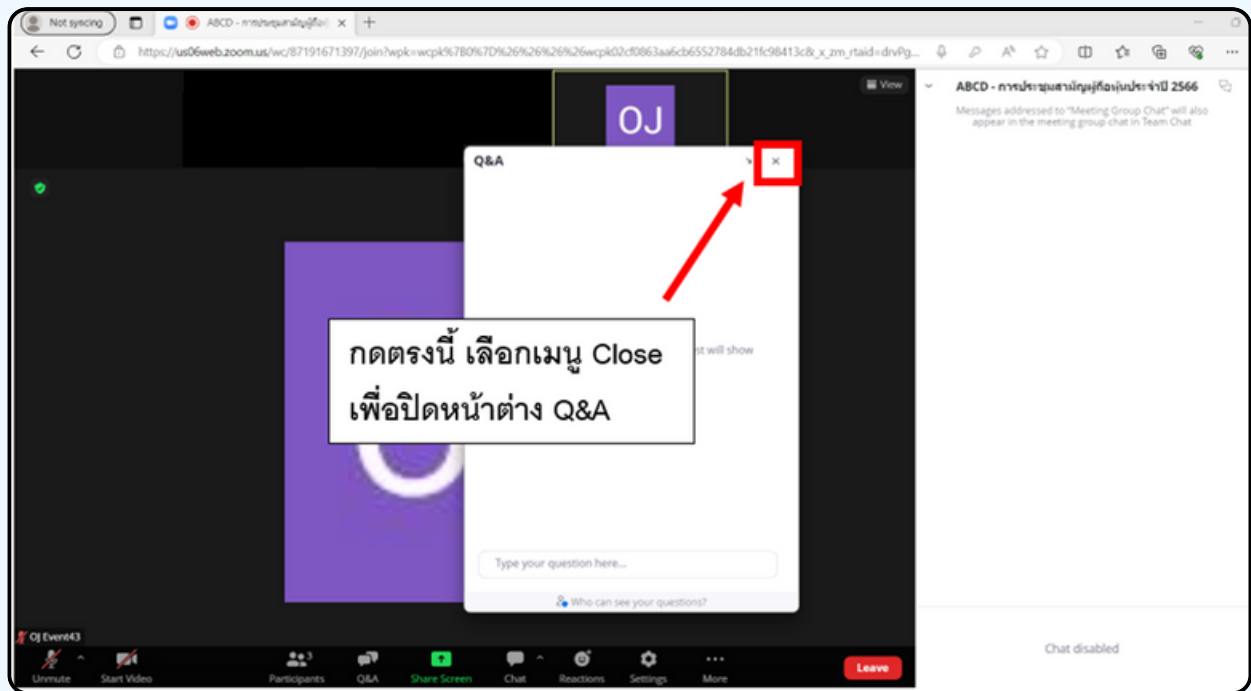 Not syncing
ABCD - การประชุมสามัญผู้ถือ
https://us06web.zoom.us/wc/87191671397/join?wpk=wcpk%7B0%7D%26%26%26%26wcpk02cf0863aa6cb6552784db21fc98413c&_x_zm_rtaid=drvPg...
View
ABCD - การประชุมสามัญผู้ถือหุ้นประจำปี 2566
Messages addressed to "Meeting Group Chat" will also
appear in the meeting group chat in Team Chat
OJ
Q&A
st will show
กดตรงนี้ เลือกเมนู Close
เพื่อปิดหน้าต่าง Q&A
Type your question here...
Who can see your questions?
OJ Event43
Chat disabled
3
Unmute Start Video Participants Q&A Share Screen Chat Reactions Settings More Leave